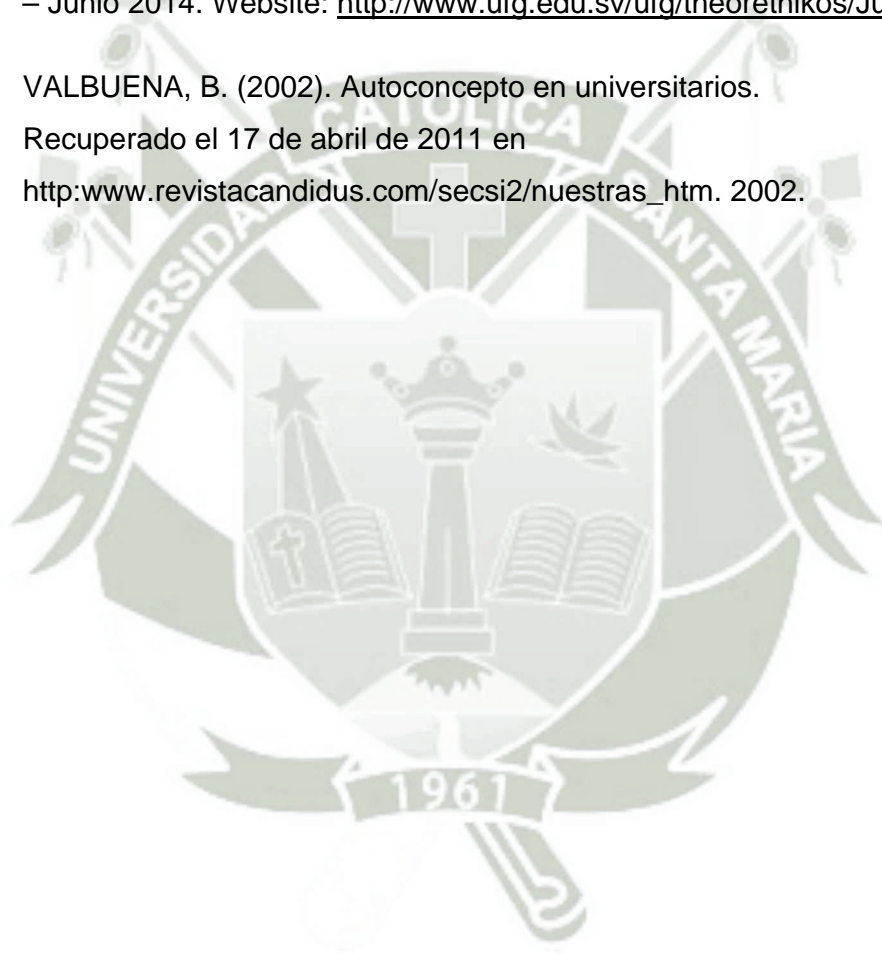 – Junio 2014. Website: http://www.ufg.edu.sv/ufg/theorethikos/Ju
VALBUENA, B. (2002). Autoconcepto en universitarios.
Recuperado el 17 de abril de 2011 en
http:www.revistacandidus.com/secsi2/nuestras_htm. 2002.
UNIVERSIDAD CATOLICA SANTA MARIA
1961